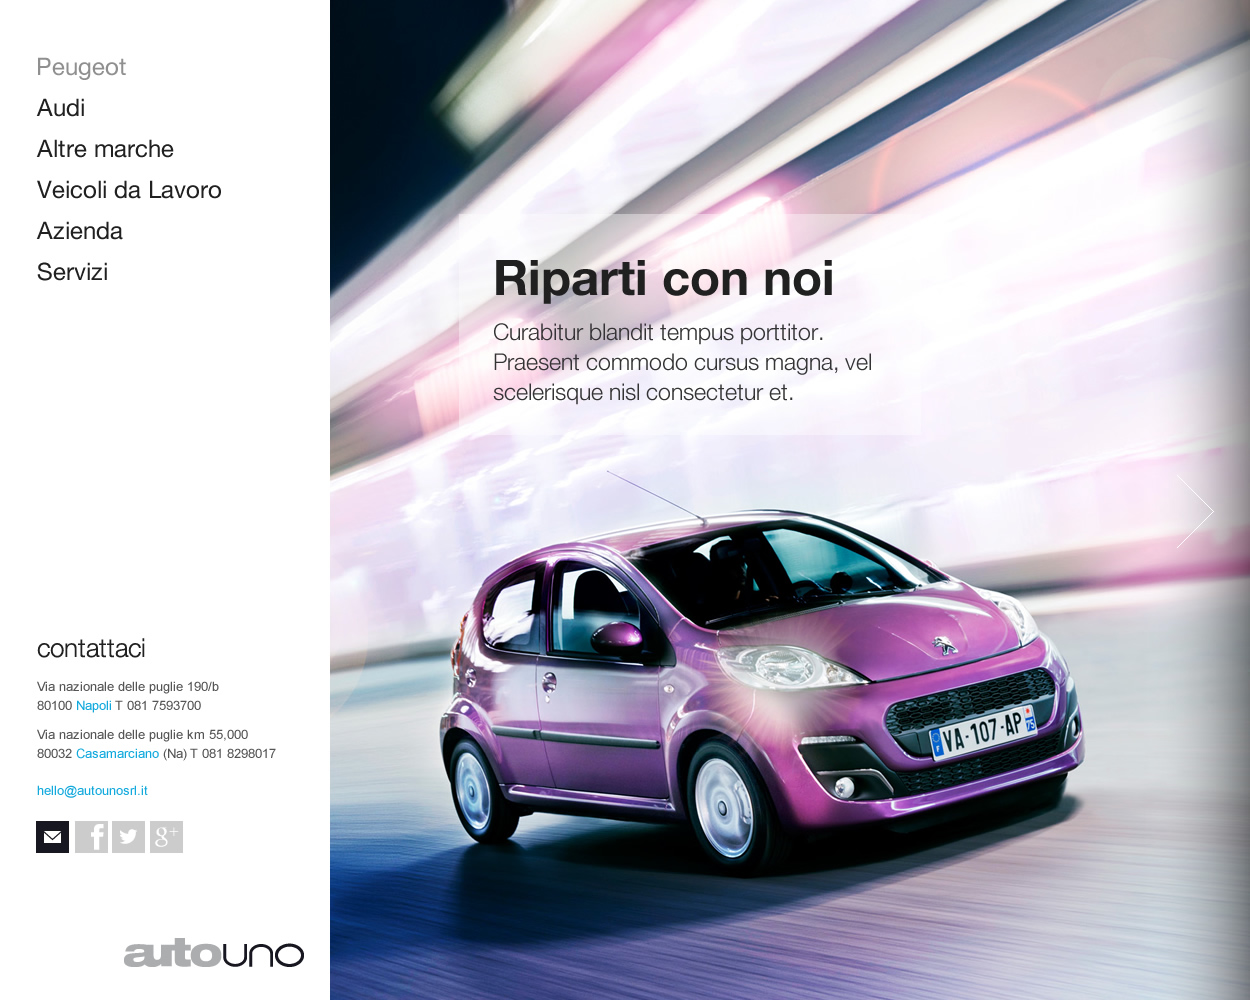 Peugeot
Audi
Altre marche
Veicoli da Lavoro
Azienda
Servizi
contattaci
Via nazionale delle puglie 190/b
80100 Napoli T 081 7593700
Via nazionale delle puglie km 55,000
80032 Casamarciano (Na) T 081 8298017
hello@autounosrl.it
f
g+
autouno
Riparti con noi
Curabitur blandit tempus porttitor.
Praesent commodo cursus magna, vel
scelerisque nisl consectetur et.
F VA-107-AP 75